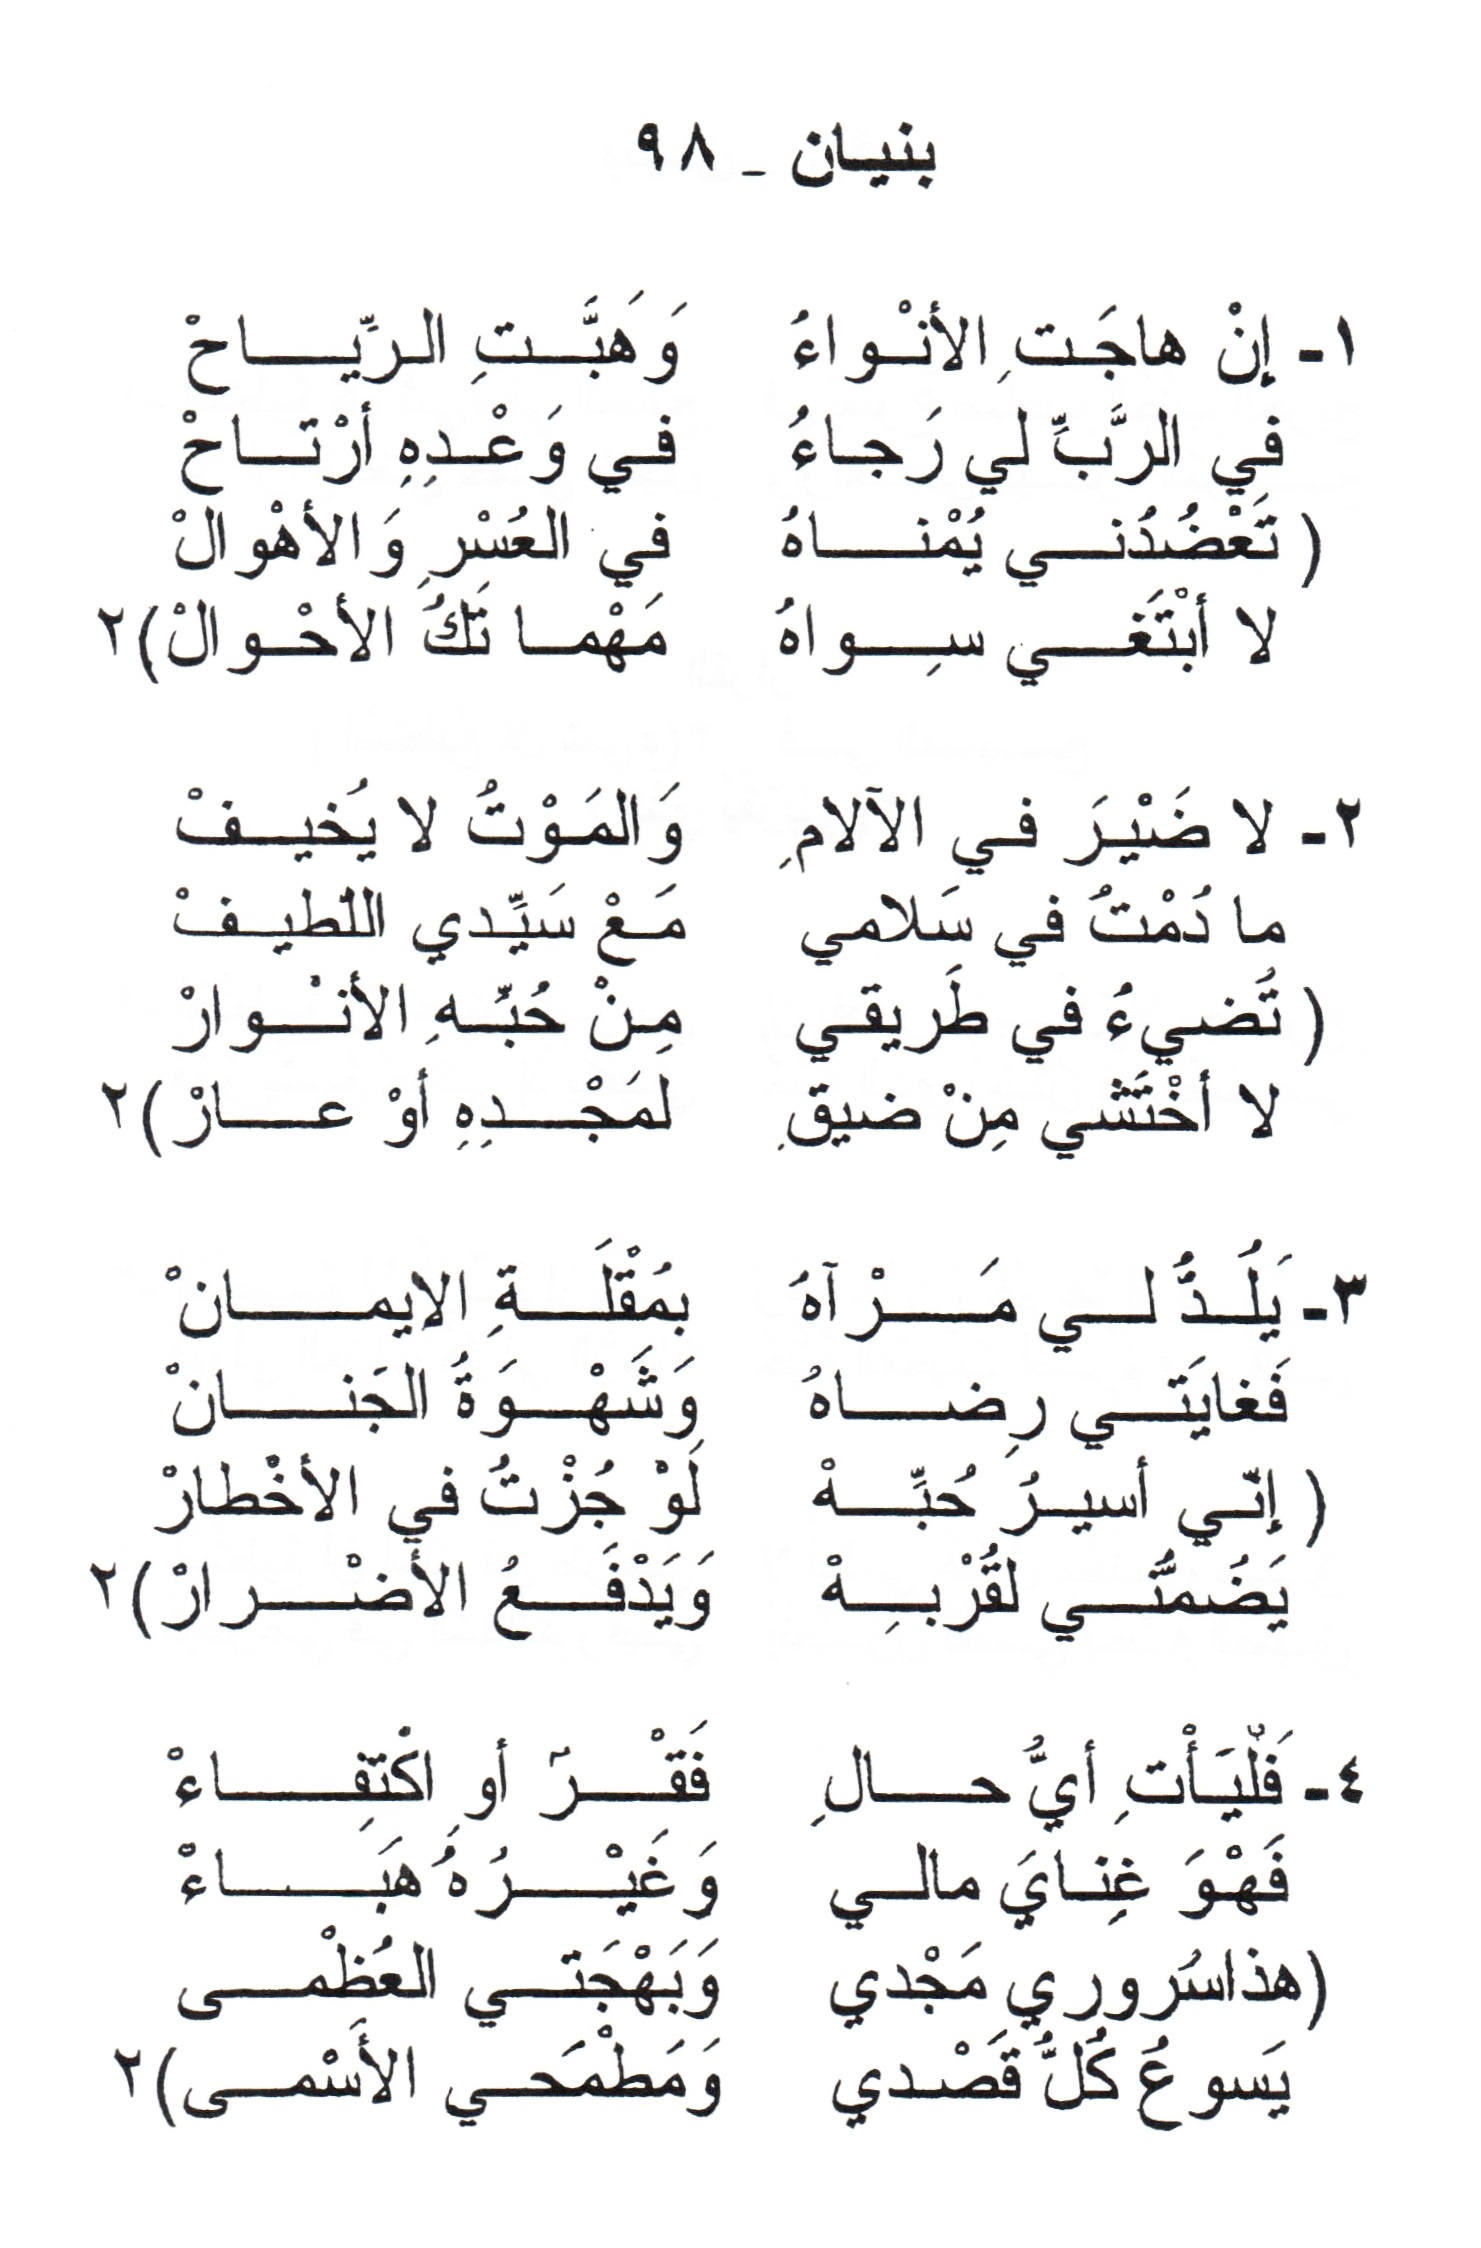 بنيان - ٩٨
١- إنْ هاجَتِ الأنْواءُ وَهَبَّتِ الرِّياحْ
في الرَّبِّ لي رَجاءُ في وَعْدِهِ أرْتاحْ
( تَعْضُدُني يُمْناهُ في العُسْرِ وَالأهْوالْ
لا أبْتَغي سِواهُ مَهْما تَكُ الأحْوالْ)٢
٢- لا ضَيْرَ في الآلامِ وَالمَوْتُ لا يُخيفْ
ما دُمْتُ في سَلامي مَعْ سَيِّدي اللّطيفْ
( تُضيءُ في طَريقي مِنْ حُبِّهِ الأنْوارْ
لا أخْتَشي مِنْ ضيقِ لمَجْدِهِ أوْ عارْ)٢
٣- يَلُذُّ لي مَرْآهُ بمُقْلَةِ الإيمانْ
فَغايَتي رِضاهُ وَشَهْوَةُ الجَنانْ
( إنّي أسيرُ حُبِّهْ لَوْ جُزْتُ في الأخْطارْ
يَضُمُّني لقُرْبِهْ وَيَدْفَعُ الأضْرارْ)٢
٤- فَلْيَأْتِ أيُّ حالِ فَقْرٌ أو اِكْتِفاءْ
فَهْوَ غِنايَ مالي وَغَيْرُهُ هَباءْ
(هذاسُروري مَجْدي وَبَهْجَتي العُظْمى
يَسوعُ كُلُّ قَصْدي وَمَطْمَحي الأَسْمى)٢